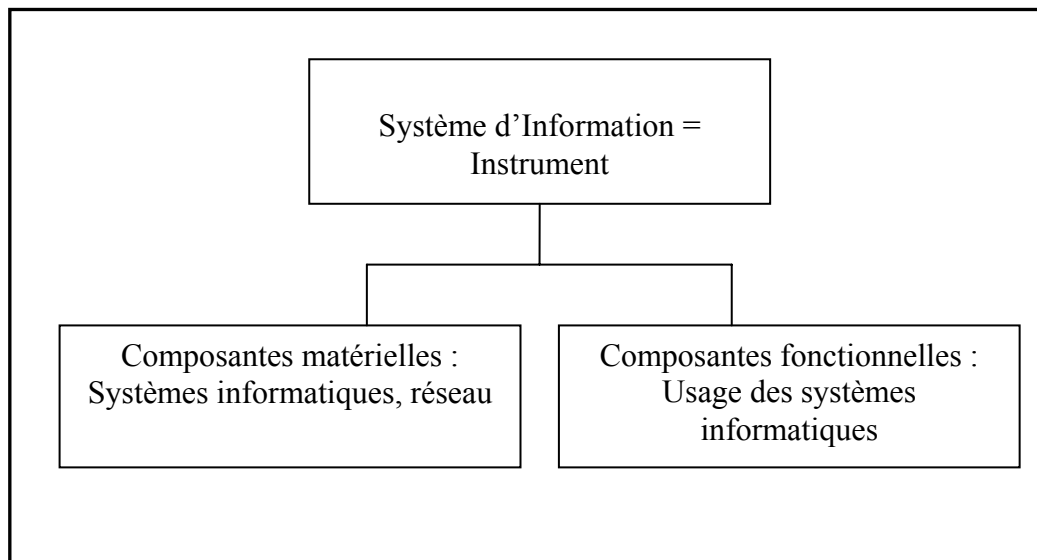 Système d’Information =
Instrument
Composantes matérielles :
Systèmes informatiques, réseau
Composantes fonctionnelles :
Usage des systèmes
informatiques